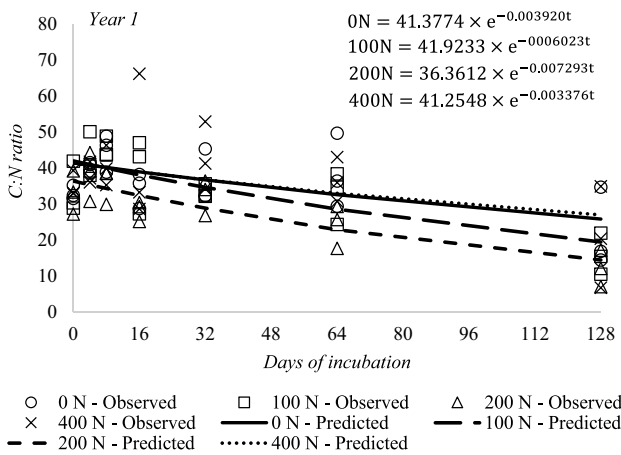 Year 1
0N = 41.3774 × e^-0.003920t
100N = 41.9233 × e^-0006023t
200N = 36.3612 × e^-0.007293t
400N = 41.2548 × e^-0.003376t
80
70
60
50
40
30
20
10
0
C:N ratio
0 16 32 48 64 80 96 112 128
Days of incubation
0 N - Observed 100 N - Observed 200 N - Observed
400 N - Observed 0 N - Predicted 100 N - Predicted
200 N - Predicted 400 N - Predicted